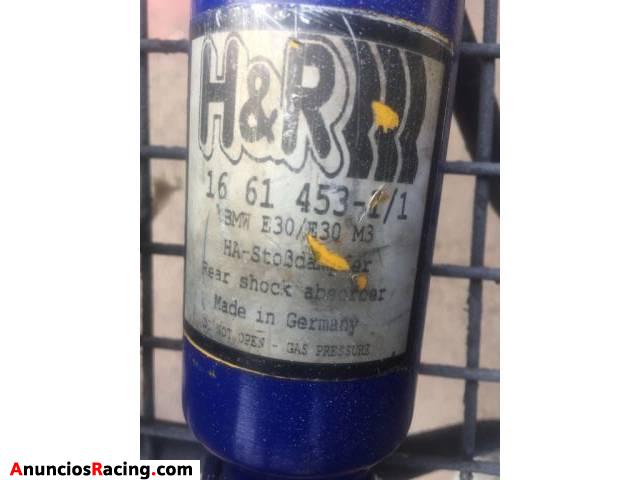 H&R
16 61 453-1/1
BMW E30/E30 M3
HA-Stoßdämpfer
Rear shock absorber
Made in Germany
DO NOT OPEN - GAS PRESSURE
AnunciosRacing.com